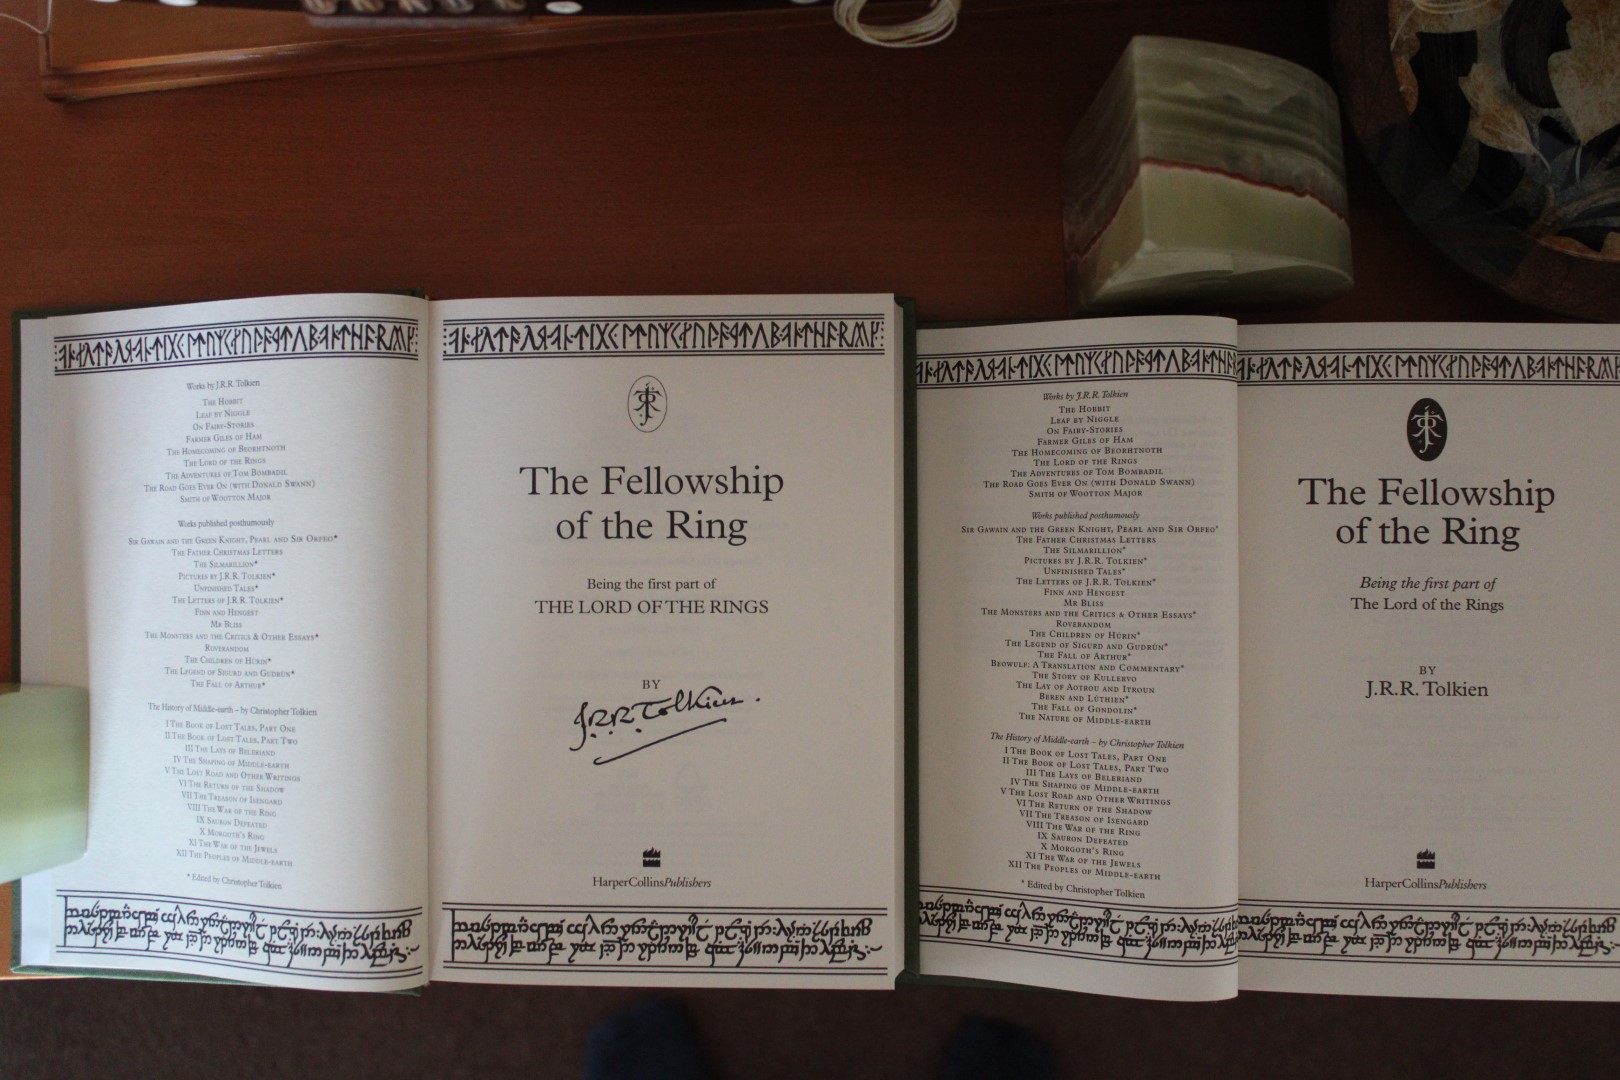 Works by J.R.R. Tolkien
The Hobbit
Leaf by Niggle
On Fairy-Stories
Farmer Giles of Ham
The Homecoming of Beorhtnoth
The Lord of the Rings
The Adventures of Tom Bombadil
The Road Goes Ever On (with Donald Swann)
Smith of Wootton Major
Works published posthumously
Sir Gawain and the Green Knight, Pearl and Sir Orfeo*
The Father Christmas Letters
The Silmarillion*
Pictures by J.R.R. Tolkien*
Unfinished Tales*
The Letters of J.R.R. Tolkien*
Finn and Hengest
Mr Bliss
The Monsters and the Critics & Other Essays*
Roverandom
The Children of Húrin*
The Legend of Sigurd and Gudrún*
The Fall of Arthur*
The History of Middle-earth – by Christopher Tolkien
I The Book of Lost Tales, Part One
II The Book of Lost Tales, Part Two
III The Lays of Beleriand
IV The Shaping of Middle-earth
V The Lost Road and Other Writings
VI The Return of the Shadow
VII The Treason of Isengard
VIII The War of the Ring
IX Sauron Defeated
X Morgoth's Ring
XI The War of the Jewels
XII The Peoples of Middle-earth
* Edited by Christopher Tolkien
The Fellowship
of the Ring
Being the first part of
THE LORD OF THE RINGS
BY
J.R.R. Tolkien.
HarperCollinsPublishers
Works by J.R.R. Tolkien
The Hobbit
Leaf by Niggle
On Fairy-Stories
Farmer Giles of Ham
The Homecoming of Beorhtnoth
The Lord of the Rings
The Adventures of Tom Bombadil
The Road Goes Ever On (with Donald Swann)
Smith of Wootton Major
Works published posthumously
Sir Gawain and the Green Knight, Pearl and Sir Orfeo*
The Father Christmas Letters
The Silmarillion*
Pictures by J.R.R. Tolkien*
Unfinished Tales*
The Letters of J.R.R. Tolkien*
Finn and Hengest
Mr Bliss
The Monsters and the Critics & Other Essays*
Roverandom
The Children of Húrin*
The Legend of Sigurd and Gudrún*
The Fall of Arthur*
Beowulf: A Translation and Commentary*
The Story of Kullervo
The Lay of Aotrou and Itroun
Beren and Lúthien*
The Fall of Gondolin*
The Nature of Middle-earth
The History of Middle-earth – by Christopher Tolkien
I The Book of Lost Tales, Part One
II The Book of Lost Tales, Part Two
III The Lays of Beleriand
IV The Shaping of Middle-earth
V The Lost Road and Other Writings
VI The Return of the Shadow
VII The Treason of Isengard
VIII The War of the Ring
IX Sauron Defeated
X Morgoth's Ring
XI The War of the Jewels
XII The Peoples of Middle-earth
* Edited by Christopher Tolkien
The Fellowship
of the Ring
Being the first part of
The Lord of the Rings
BY
J.R.R. Tolkien
HarperCollinsPublishers